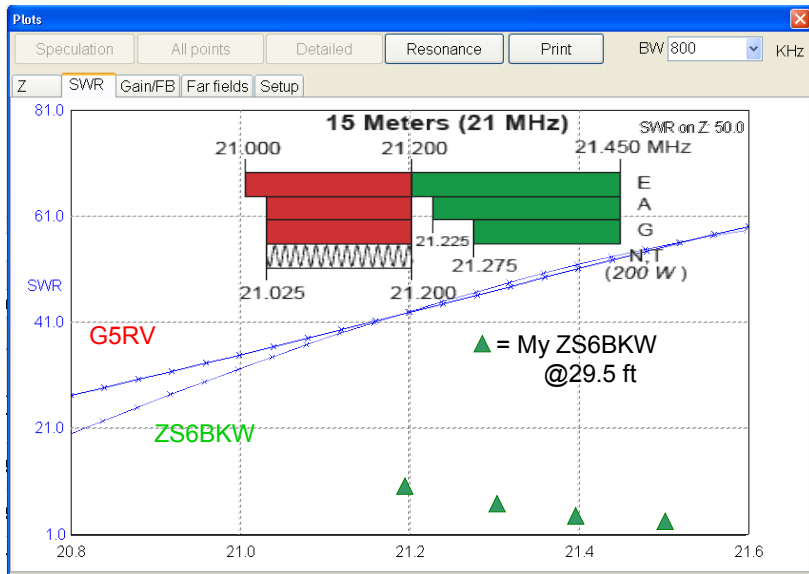 Plots
Speculation All points Detailed Resonance Print BW 800 KHz
Z SWR Gain/FB Far fields Setup
81.0
15 Meters (21 MHz) SWR on Z: 50.0
21.000 21.200 21.450 MHz
E
61.0
A
G
21.225
21.275
N,T
(200 W)
SWR
21.025 21.200
41.0
G5RV
= My ZS6BKW
@29.5 ft
21.0
ZS6BKW
1.0
20.8 21.0 21.2 21.4 21.6